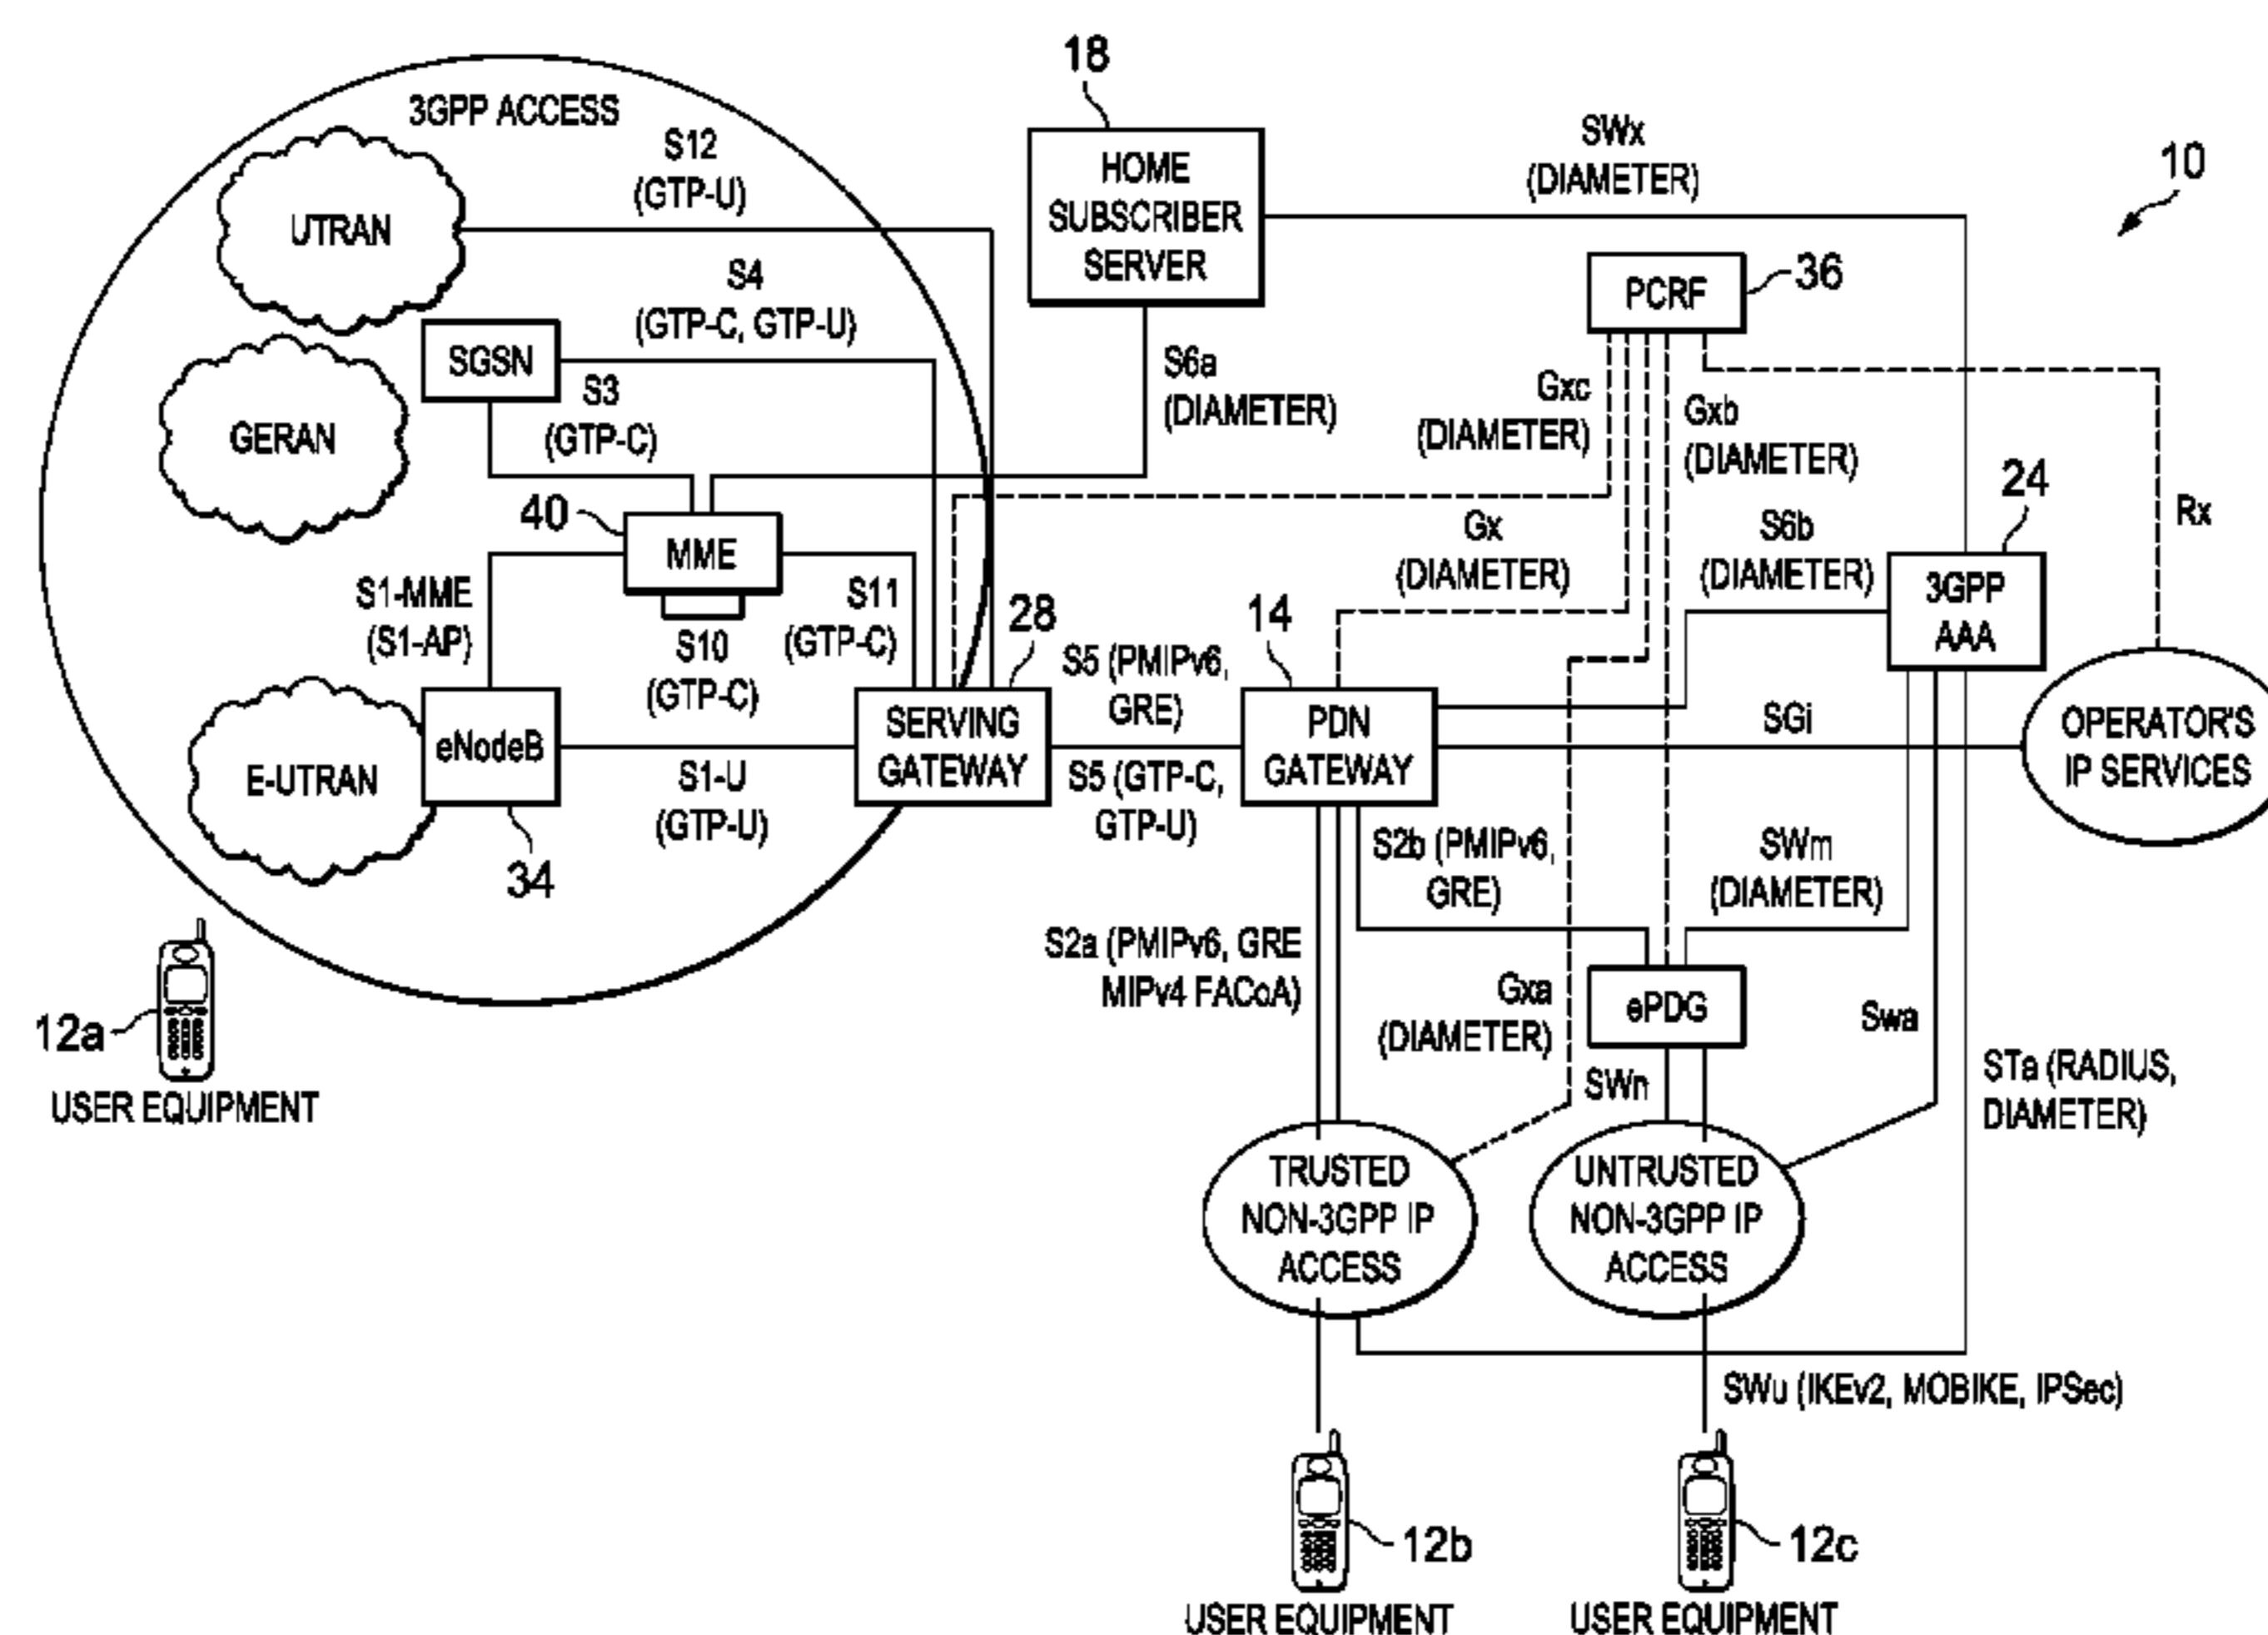 18
3GPP ACCESS
S12
(GTP-U)
HOME
SUBSCRIBER
SERVER
SWx
(DIAMETER)
10
UTRAN
S4
(GTP-C, GTP-U)
PCRF
36
SGSN
S3
(GTP-C)
S6a
(DIAMETER)
Gxc
(DIAMETER)
Gxb
(DIAMETER)
GERAN
24
40
MME
Gx
(DIAMETER)
S6b
(DIAMETER)
Rx
S1-MME
(S1-AP)
S10
(GTP-C)
S11
(GTP-C)
28
14
3GPP
AAA
S5 (PMIPv6,
GRE)
E-UTRAN
eNodeB
SERVING
GATEWAY
PDN
GATEWAY
SGi
OPERATOR'S
IP SERVICES
S1-U
(GTP-U)
S5 (GTP-C,
GTP-U)
34
S2b (PMIPv6,
GRE)
SWm
(DIAMETER)
S2a (PMIPv6, GRE
MIPv4 FACoA)
Gxa
(DIAMETER)
ePDG
Swa
12a
USER EQUIPMENT
SWn
STa (RADIUS,
DIAMETER)
TRUSTED
NON-3GPP IP
ACCESS
UNTRUSTED
NON-3GPP IP
ACCESS
SWu (IKEv2, MOBIKE, IPSec)
12b
12c
USER EQUIPMENT
USER EQUIPMENT